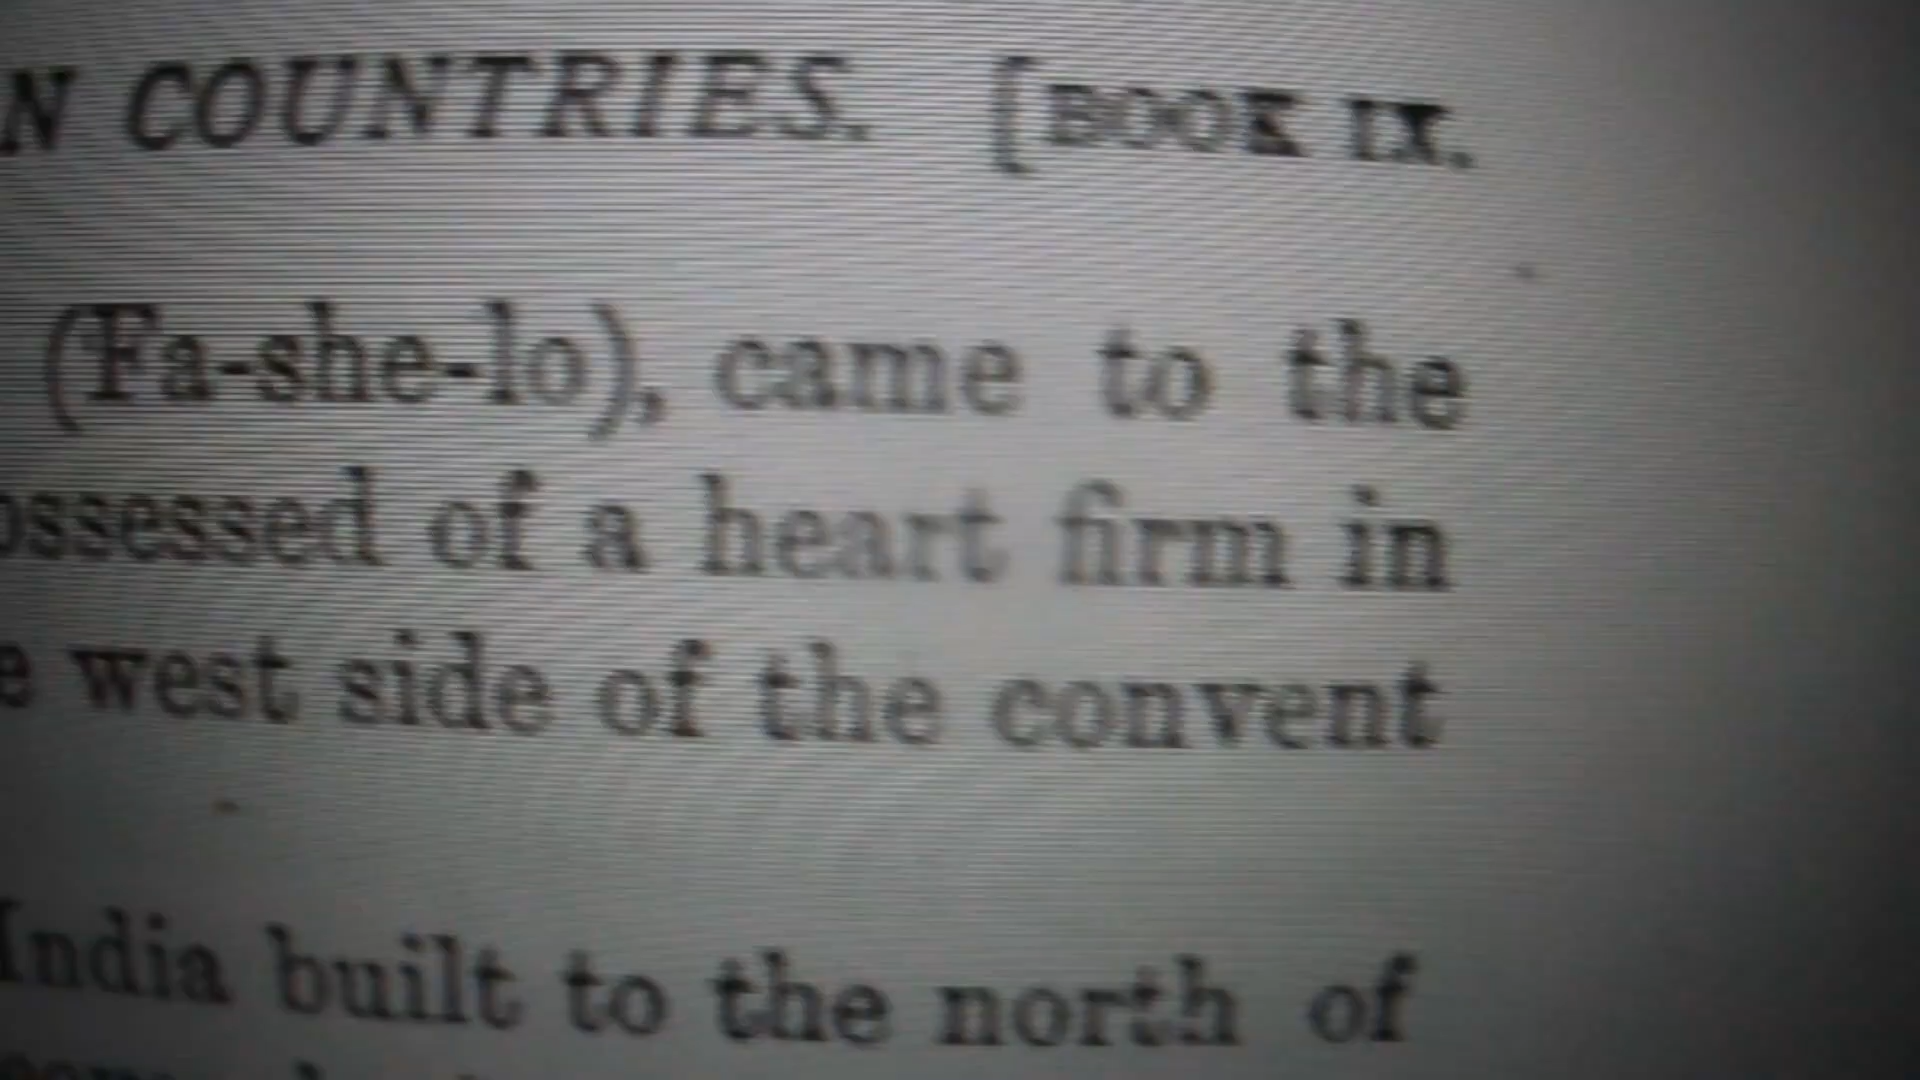 N COUNTRIES. [BOOK IX.
(Fa-she-lo), came to the
ossessed of a heart firm in
e west side of the convent
India built to the north of